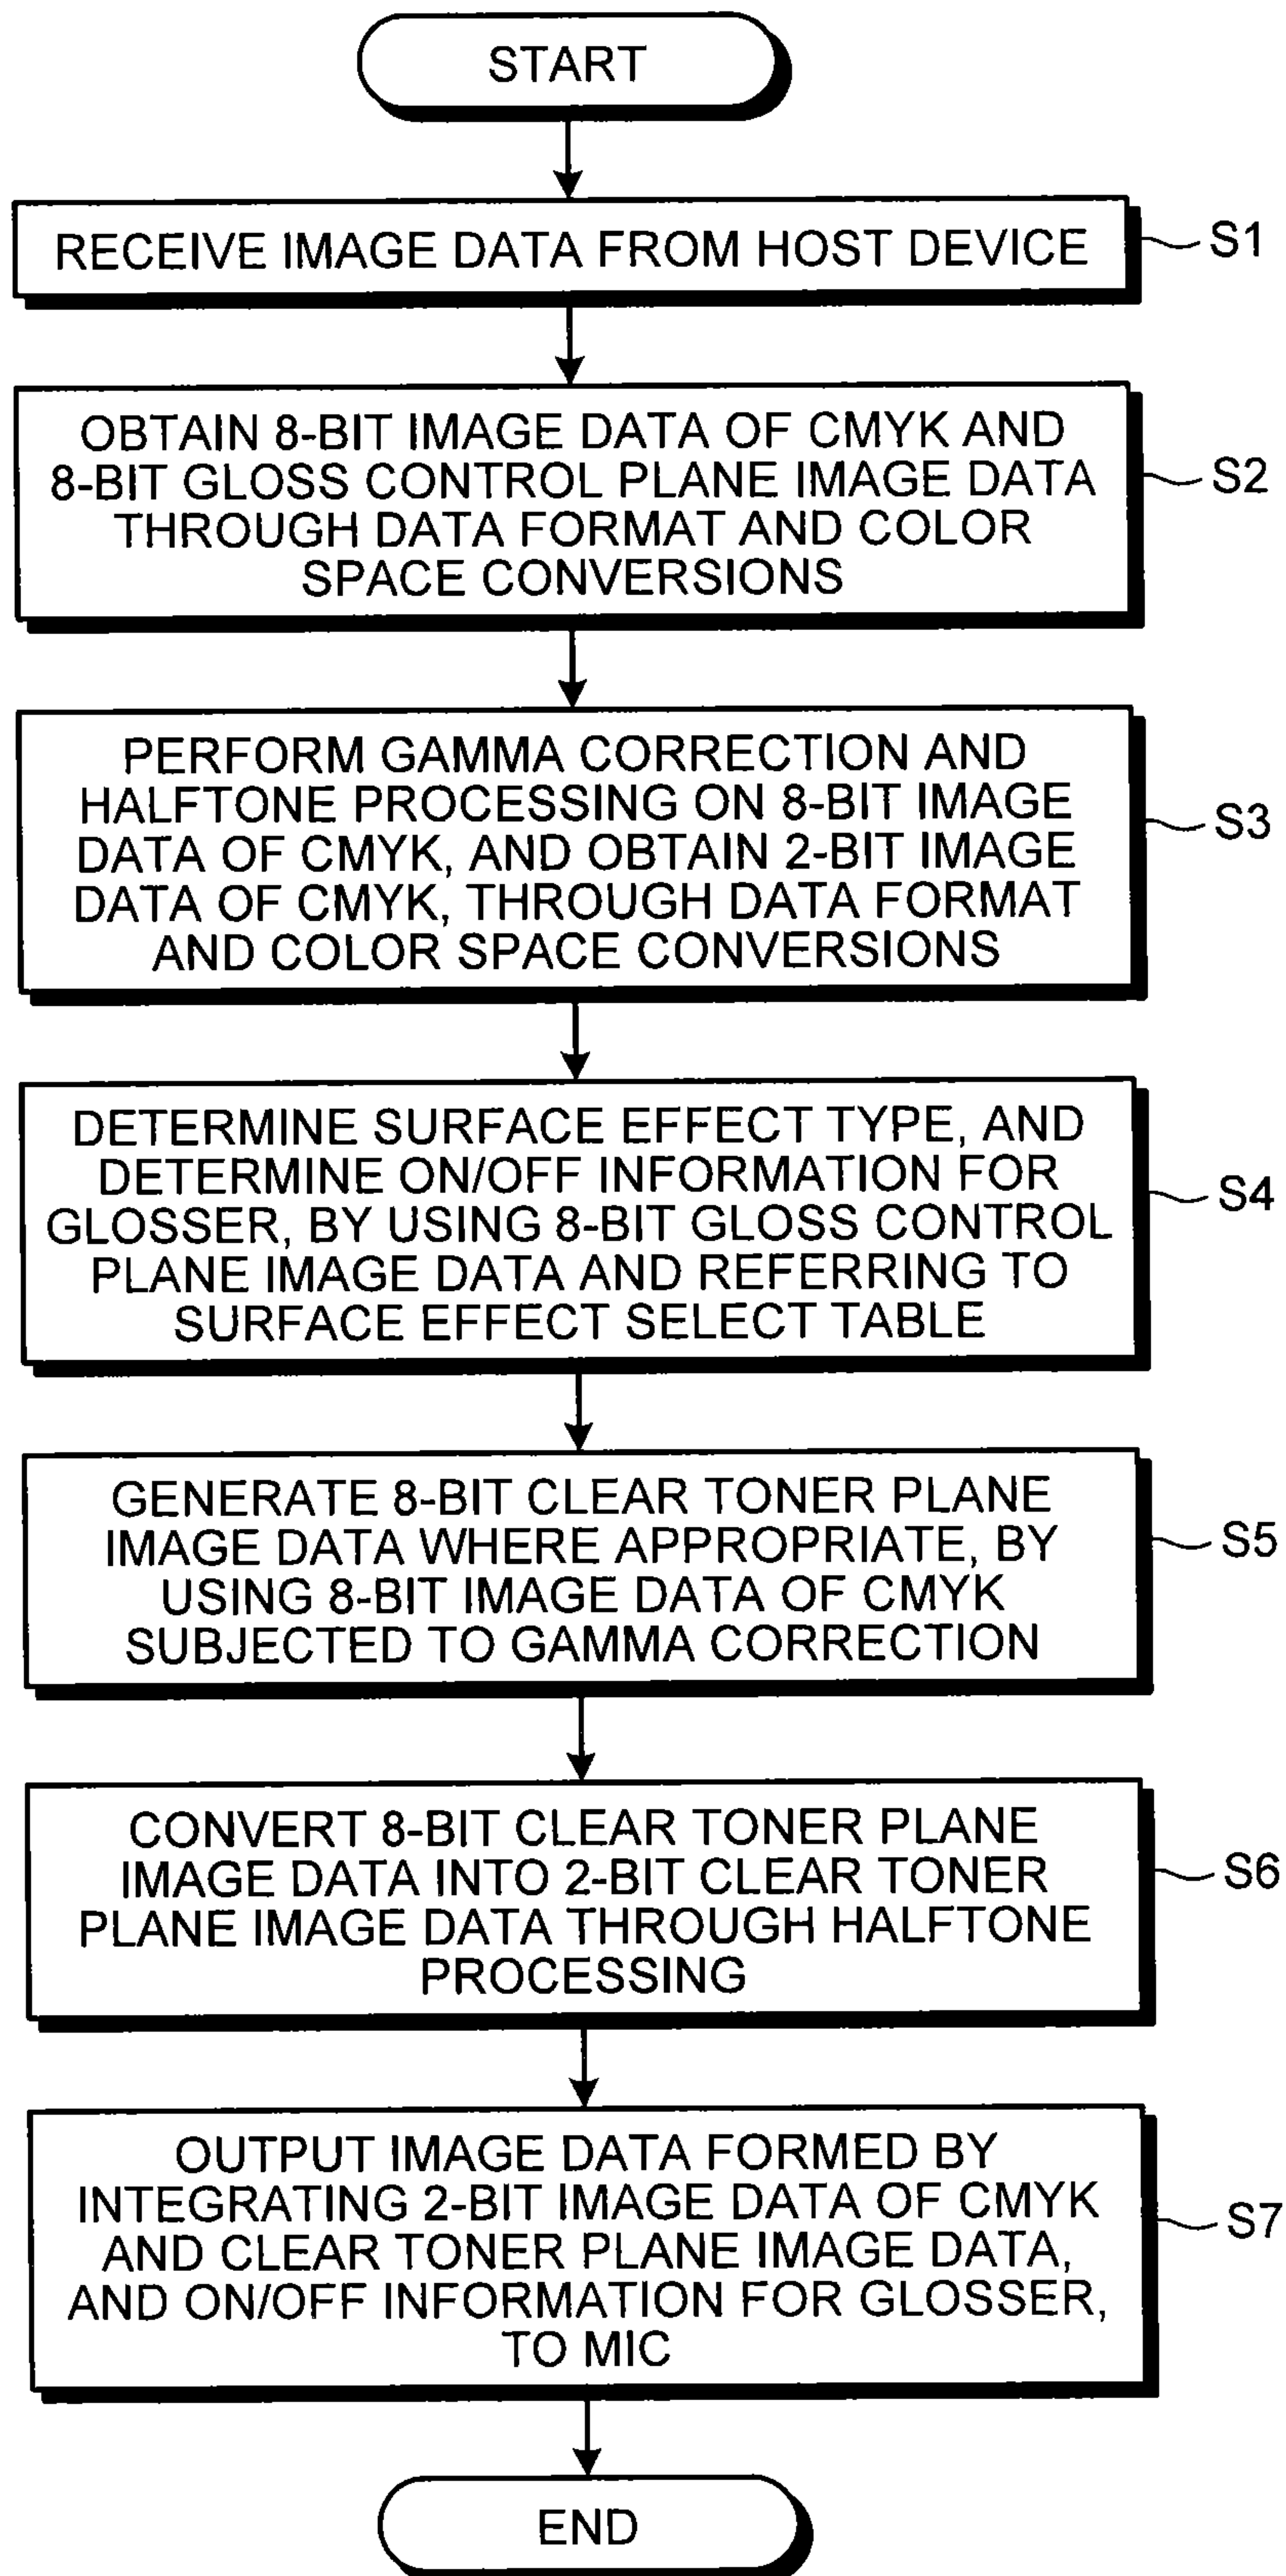 START
RECEIVE IMAGE DATA FROM HOST DEVICE
S1
OBTAIN 8-BIT IMAGE DATA OF CMYK AND
8-BIT GLOSS CONTROL PLANE IMAGE DATA
THROUGH DATA FORMAT AND COLOR
SPACE CONVERSIONS
S2
PERFORM GAMMA CORRECTION AND
HALFTONE PROCESSING ON 8-BIT IMAGE
DATA OF CMYK, AND OBTAIN 2-BIT IMAGE
DATA OF CMYK, THROUGH DATA FORMAT
AND COLOR SPACE CONVERSIONS
S3
DETERMINE SURFACE EFFECT TYPE, AND
DETERMINE ON/OFF INFORMATION FOR
GLOSSER, BY USING 8-BIT GLOSS CONTROL
PLANE IMAGE DATA AND REFERRING TO
SURFACE EFFECT SELECT TABLE
S4
GENERATE 8-BIT CLEAR TONER PLANE
IMAGE DATA WHERE APPROPRIATE, BY
USING 8-BIT IMAGE DATA OF CMYK
SUBJECTED TO GAMMA CORRECTION
S5
CONVERT 8-BIT CLEAR TONER PLANE
IMAGE DATA INTO 2-BIT CLEAR TONER
PLANE IMAGE DATA THROUGH HALFTONE
PROCESSING
S6
OUTPUT IMAGE DATA FORMED BY
INTEGRATING 2-BIT IMAGE DATA OF CMYK
AND CLEAR TONER PLANE IMAGE DATA,
AND ON/OFF INFORMATION FOR GLOSSER,
TO MIC
S7
END